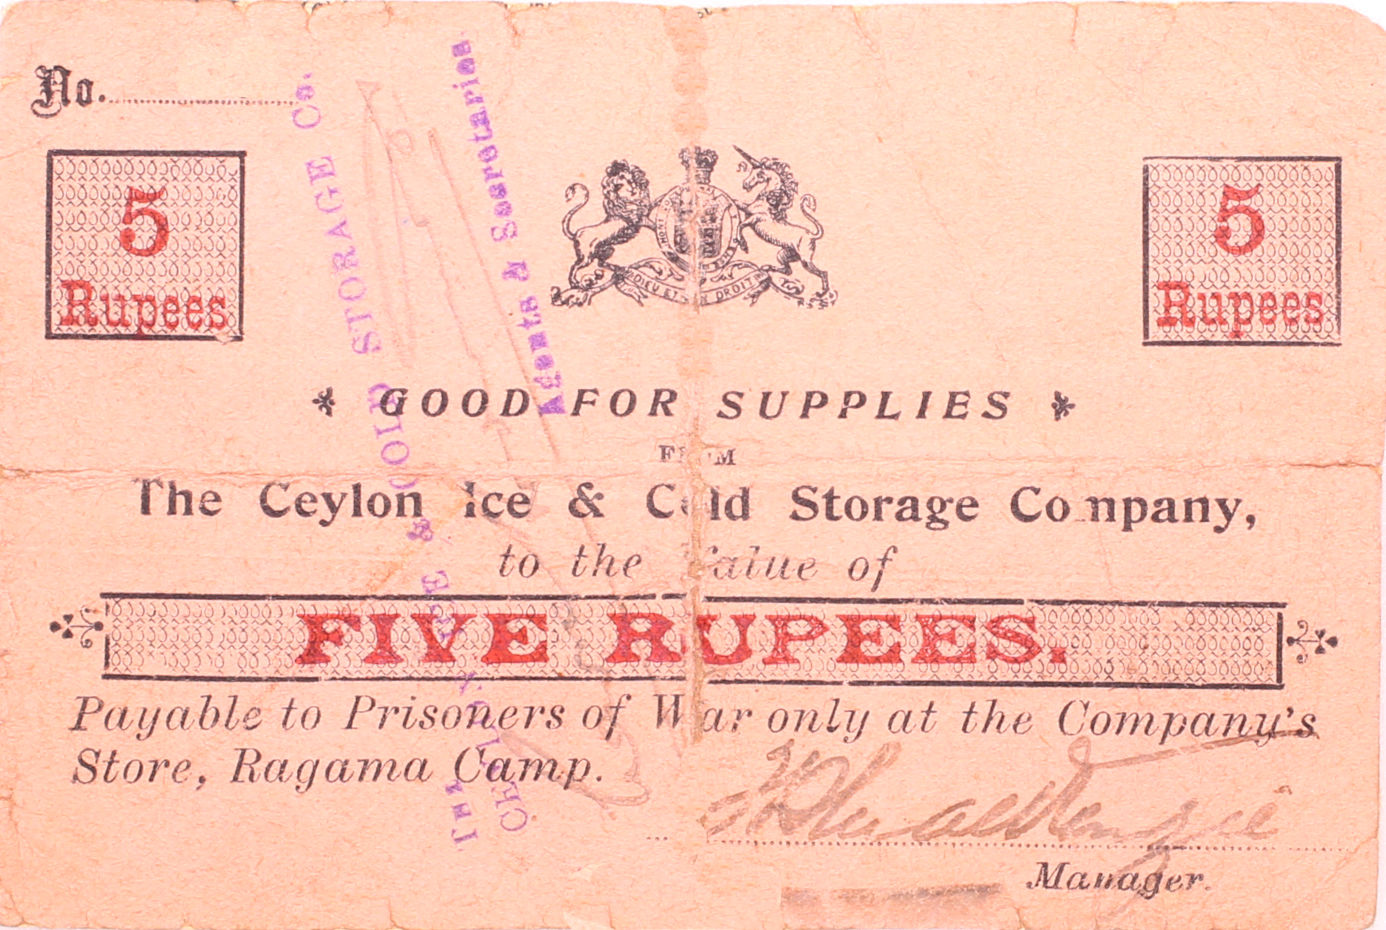 No.
5
Rupees
5
Rupees
DIEU ET MON DROIT
GOOD FOR SUPPLIES
FROM
The Ceylon Ice & Cold Storage Company,
to the Value of
FIVE RUPEES.
Payable to Prisoners of War only at the Company's
Store, Ragama Camp.
Manager.
THE CEYLON ICE & COLD STORAGE Co.
Agents & Secretaries